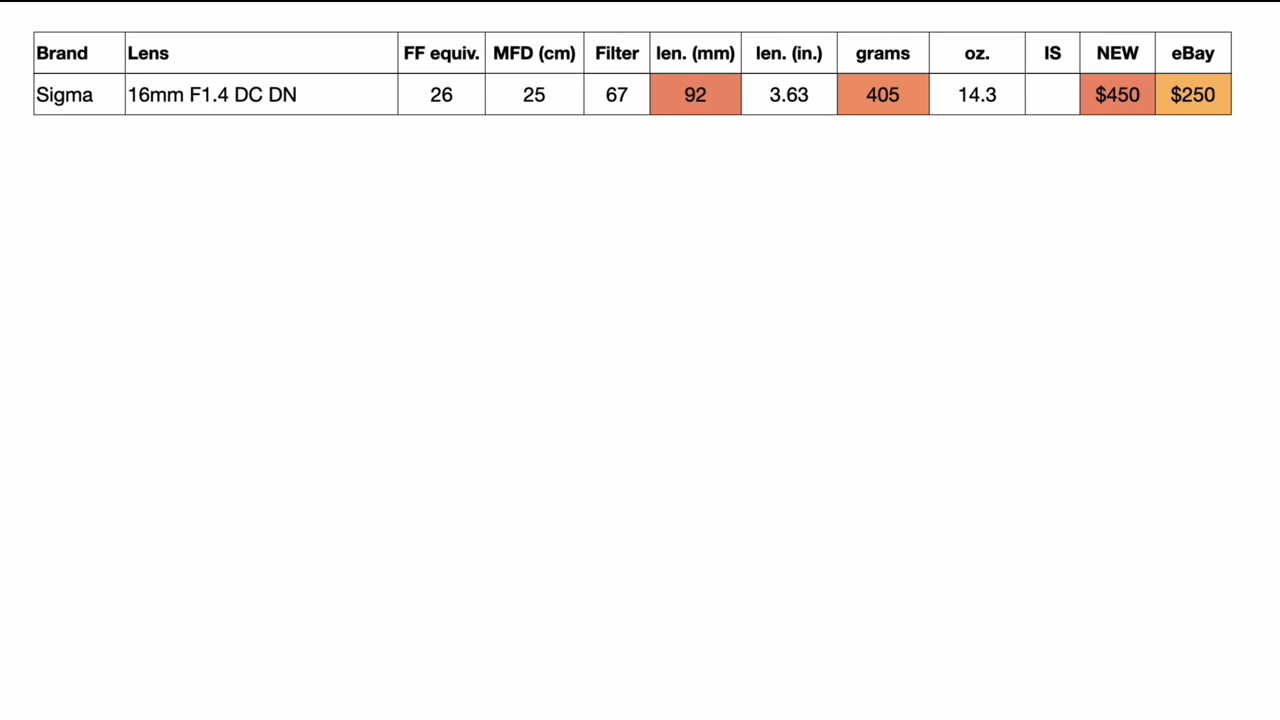 Brand Lens FF equiv. MFD (cm) Filter len. (mm) len. (in.) grams oz. IS NEW eBay
Sigma 16mm F1.4 DC DN 26 25 67 92 3.63 405 14.3 $450 $250